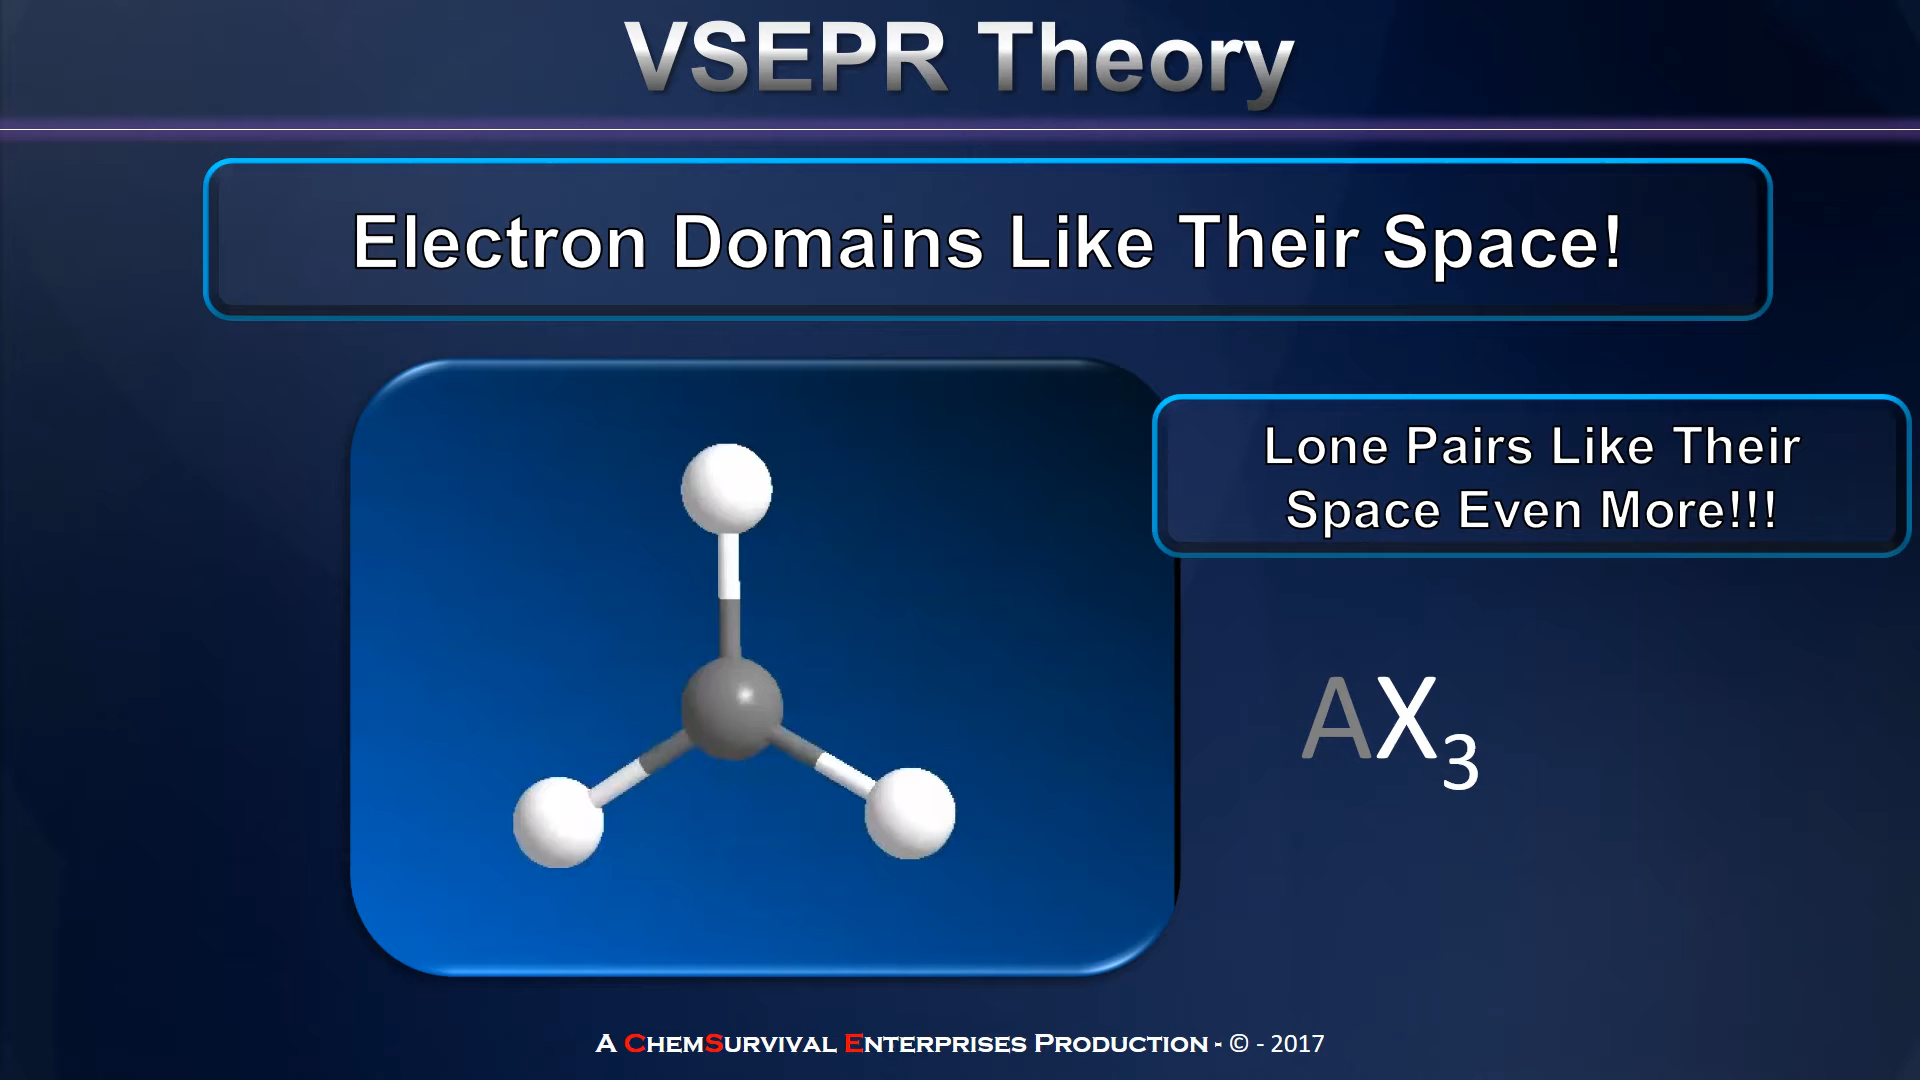 VSEPR Theory
Electron Domains Like Their Space!
Lone Pairs Like Their
Space Even More!!!
AX₃
A ChemSurvival Enterprises Production - © - 2017